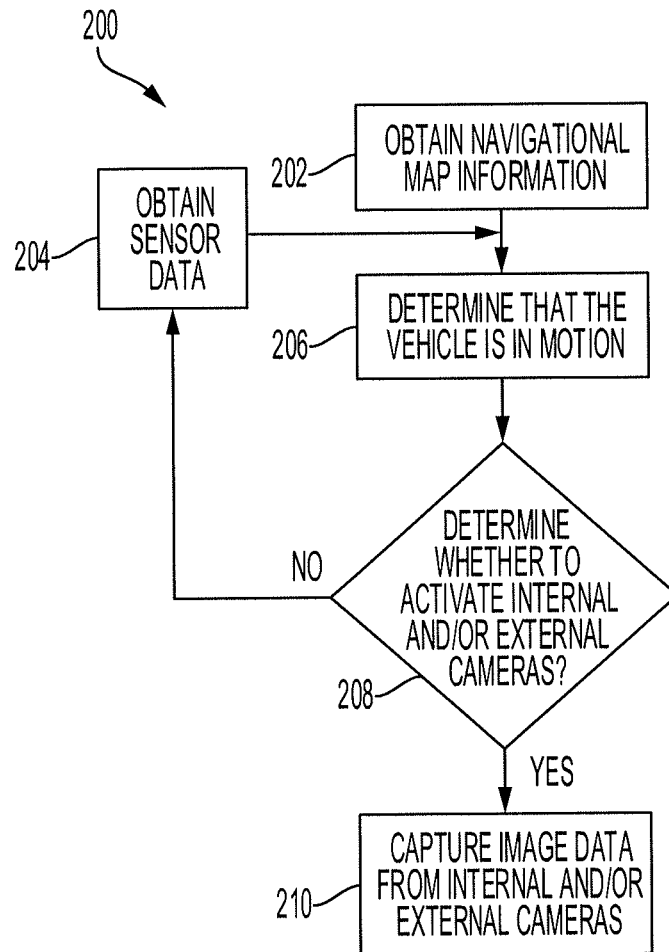 200
OBTAIN NAVIGATIONAL
MAP INFORMATION
202
OBTAIN
SENSOR
DATA
204
DETERMINE THAT THE
VEHICLE IS IN MOTION
206
DETERMINE
WHETHER TO
ACTIVATE INTERNAL
AND/OR EXTERNAL
CAMERAS?
NO
208
YES
CAPTURE IMAGE DATA
FROM INTERNAL AND/OR
EXTERNAL CAMERAS
210